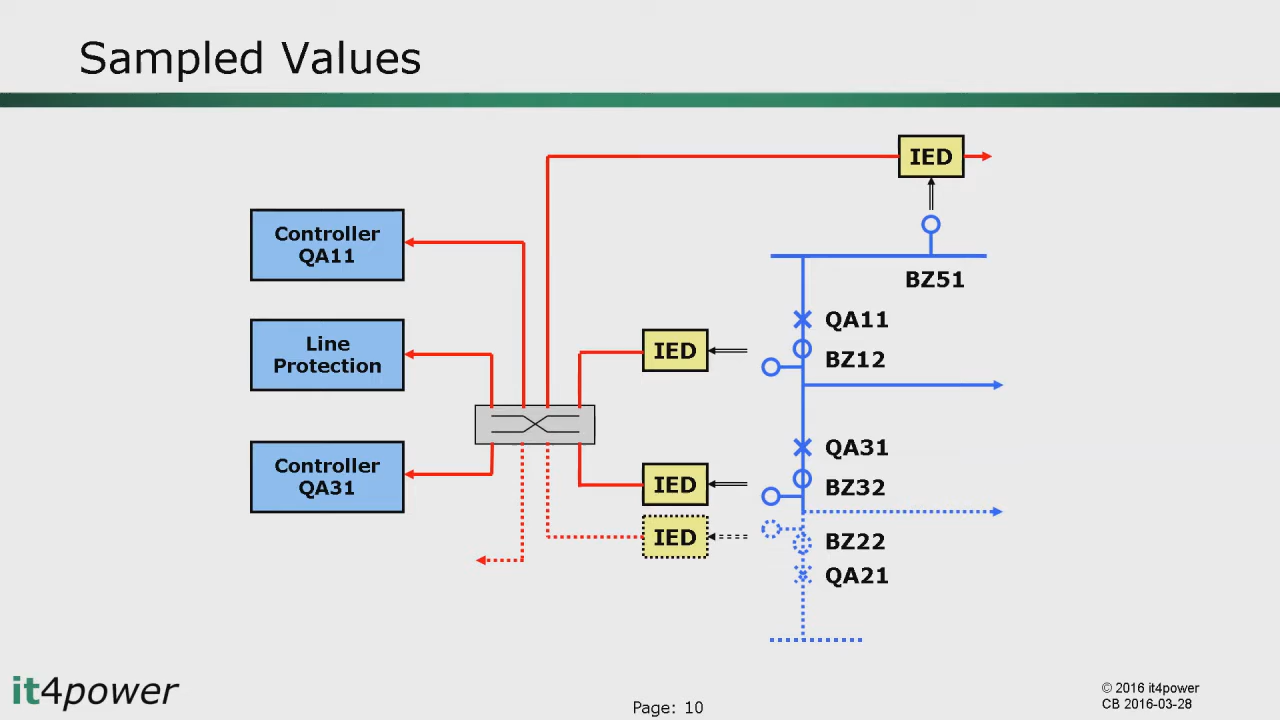 Sampled Values
IED
Controller
QA11
BZ51
QA11
Line
Protection
IED
BZ12
QA31
Controller
QA31
IED
BZ32
IED
BZ22
QA21
it4power
Page: 10
© 2016 it4power
CB 2016-03-28